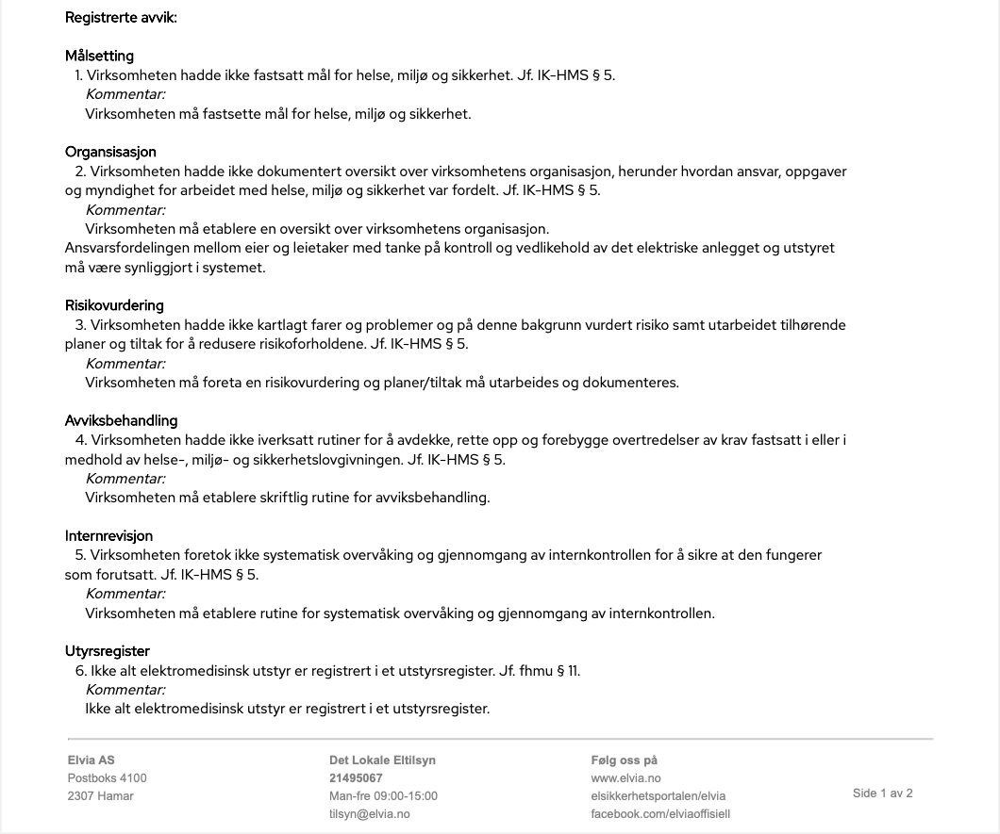 Registrerte avvik:
Målsetting
1. Virksomheten hadde ikke fastsatt mål for helse, miljø og sikkerhet. Jf. IK-HMS § 5.
Kommentar:
Virksomheten må fastsette mål for helse, miljø og sikkerhet.
Organsisasjon
2. Virksomheten hadde ikke dokumentert oversikt over virksomhetens organisasjon, herunder hvordan ansvar, oppgaver
og myndighet for arbeidet med helse, miljø og sikkerhet var fordelt. Jf. IK-HMS § 5.
Kommentar:
Virksomheten må etablere en oversikt over virksomhetens organisasjon.
Ansvarsfordelingen mellom eier og leietaker med tanke på kontroll og vedlikehold av det elektriske anlegget og utstyret
må være synliggjort i systemet.
Risikovurdering
3. Virksomheten hadde ikke kartlagt farer og problemer og på denne bakgrunn vurdert risiko samt utarbeidet tilhørende
planer og tiltak for å redusere risikoforholdene. Jf. IK-HMS § 5.
Kommentar:
Virksomheten må foreta en risikovurdering og planer/tiltak må utarbeides og dokumenteres.
Avviksbehandling
4. Virksomheten hadde ikke iverksatt rutiner for å avdekke, rette opp og forebygge overtredelser av krav fastsatt i eller i
medhold av helse-, miljø- og sikkerhetslovgivningen. Jf. IK-HMS § 5.
Kommentar:
Virksomheten må etablere skriftlig rutine for avviksbehandling.
Internrevisjon
5. Virksomheten foretok ikke systematisk overvåking og gjennomgang av internkontrollen for å sikre at den fungerer
som forutsatt. Jf. IK-HMS § 5.
Kommentar:
Virksomheten må etablere rutine for systematisk overvåking og gjennomgang av internkontrollen.
Utyrsregister
6. Ikke alt elektromedisinsk utstyr er registrert i et utstyrsregister. Jf. fhmu § 11.
Kommentar:
Ikke alt elektromedisinsk utstyr er registrert i et utstyrsregister.
Elvia AS
Postboks 4100
2307 Hamar
Det Lokale Eltilsyn
21495067
Man-fre 09:00-15:00
tilsyn@elvia.no
Følg oss på
www.elvia.no
elsikkerhetsportalen/elvia
facebook.com/elviaoffisiell
Side 1 av 2